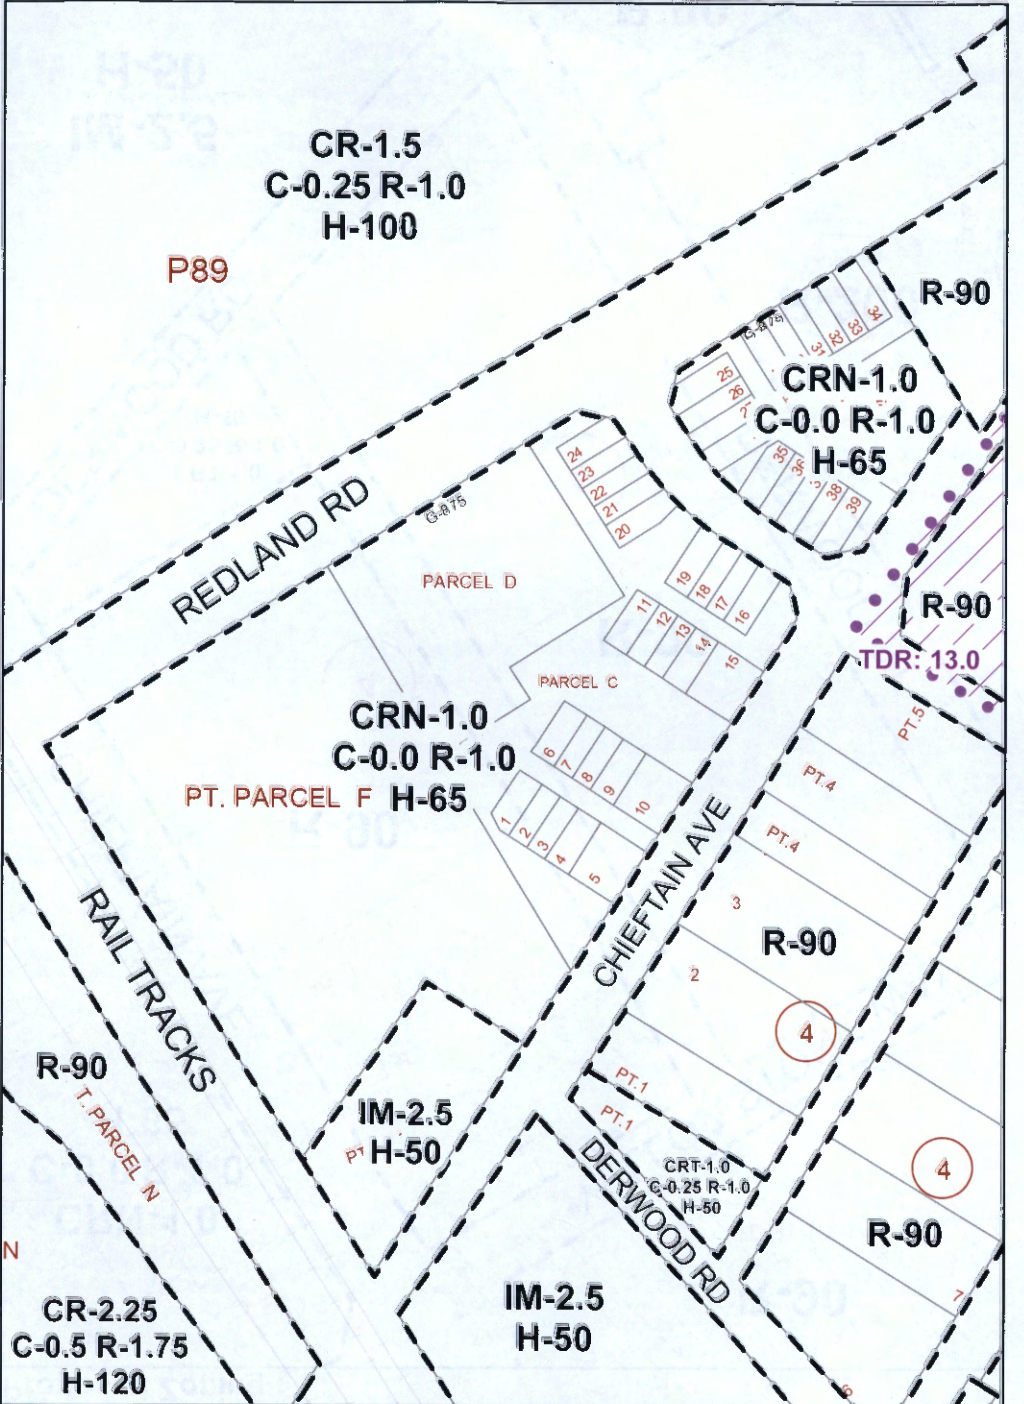 CR-1.5
C-0.25 R-1.0
H-100
P89
R-90
G-875
34
33
32
31
25
26
CRN-1.0
C-0.0 R-1.0
H-65
35
36
38
39
24
23
22
21
20
G-875
REDLAND RD
PARCEL D
19
18
17
16
11
12
13
14
15
R-90
TDR: 13.0
PARCEL C
CRN-1.0
C-0.0 R-1.0
H-65
PT. PARCEL F
6
7
8
9
10
1
2
3
4
5
PT.5
PT.4
PT.4
3
2
R-90
4
CHIEFTAIN AVE
RAIL TRACKS
R-90
T. PARCEL N
IM-2.5
H-50
PT
PT.1
PT.1
CRT-1.0
C-0.25 R-1.0
H-50
DERWOOD RD
4
R-90
7
6
N
CR-2.25
C-0.5 R-1.75
H-120
IM-2.5
H-50